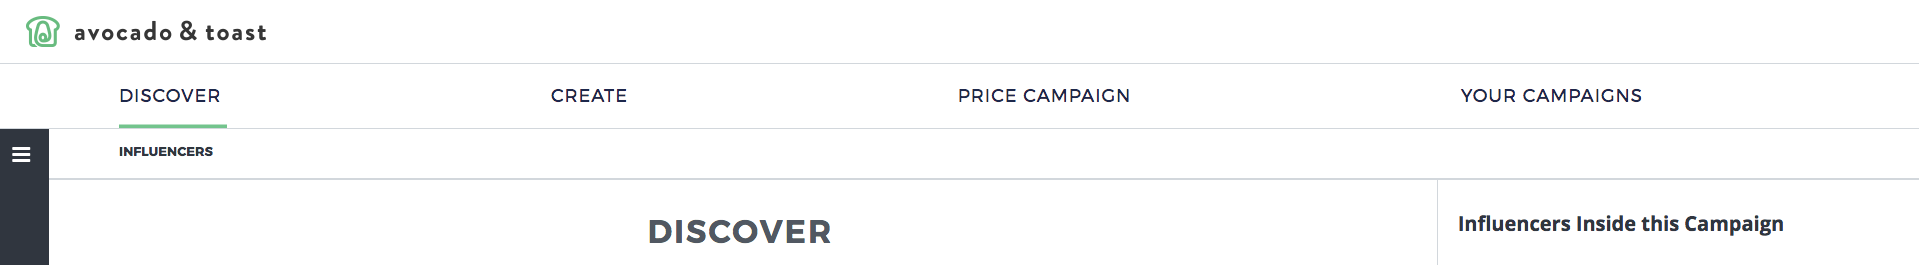 avocado & toast
DISCOVER CREATE PRICE CAMPAIGN YOUR CAMPAIGNS
INFLUENCERS
DISCOVER
Influencers Inside this Campaign